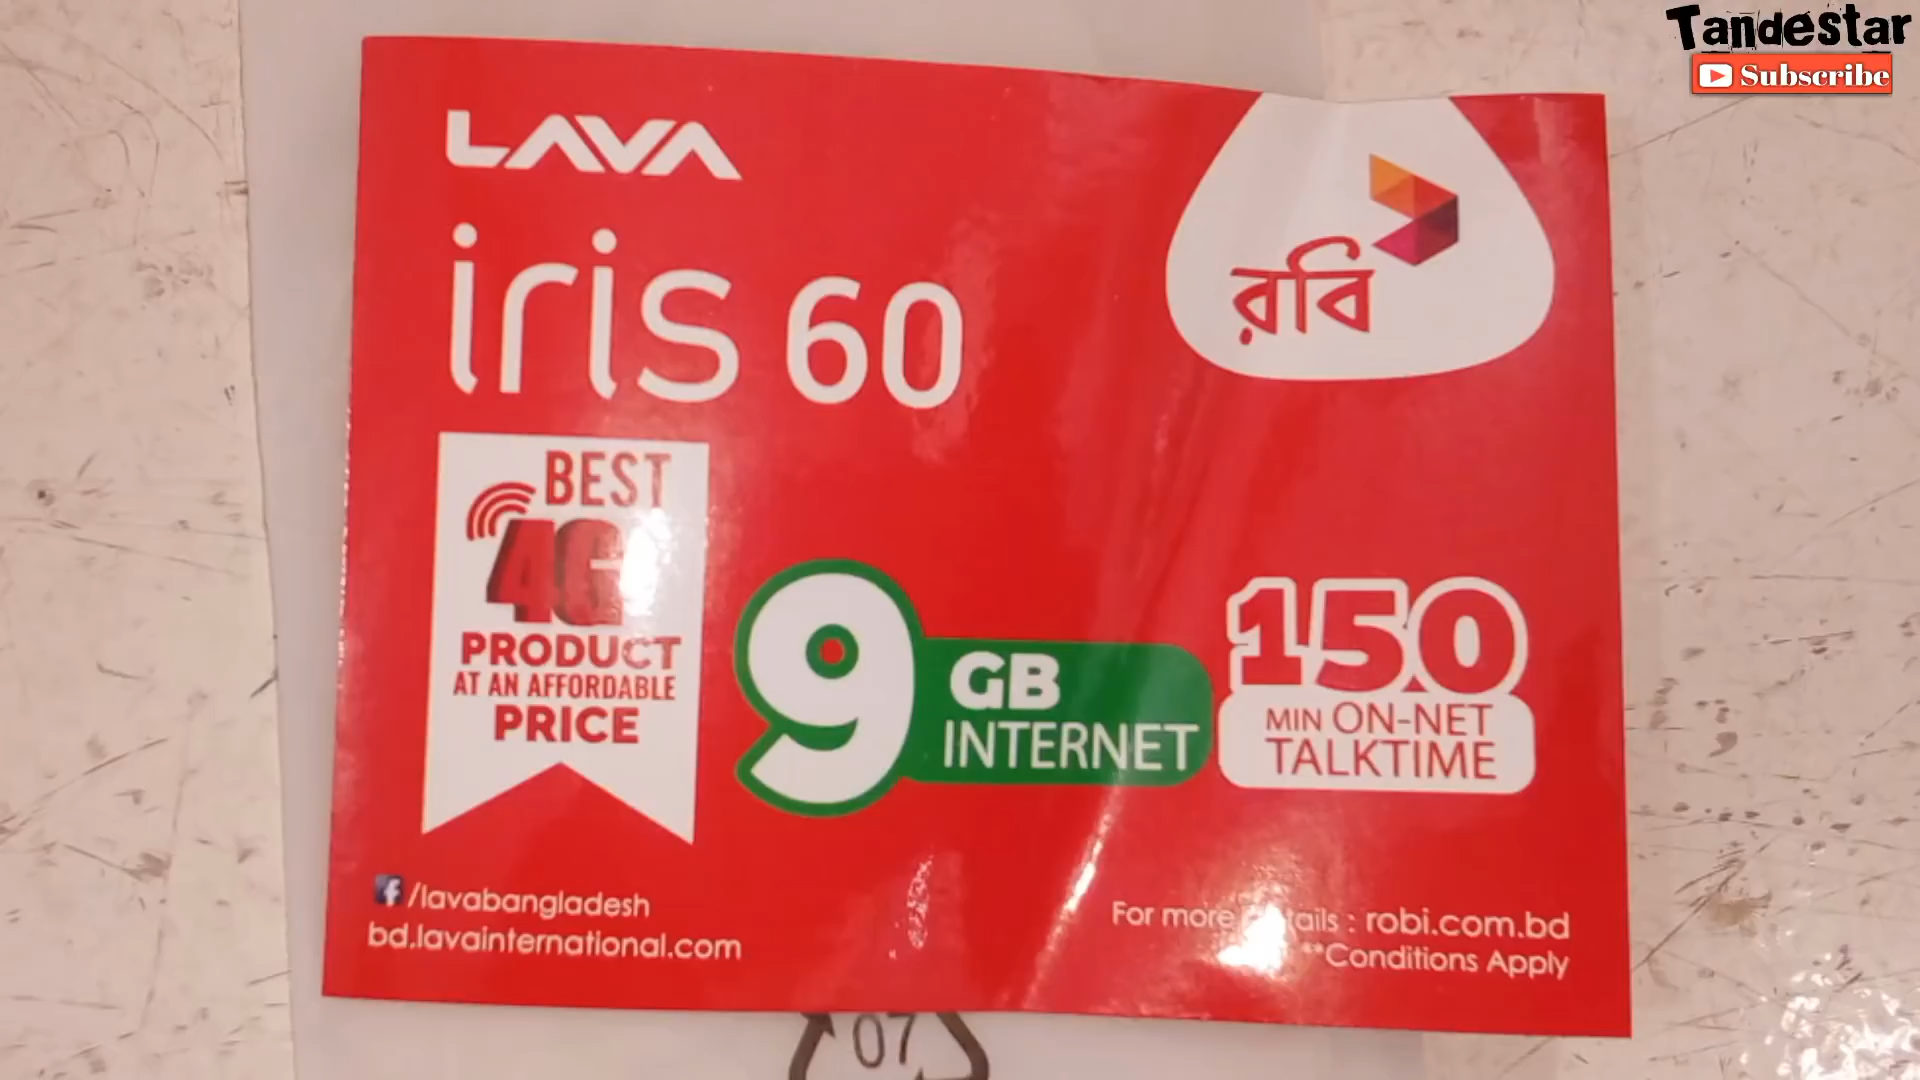 Tandestar
Subscribe
LAVA
iris 60
রবি
BEST
4G
PRODUCT
AT AN AFFORDABLE
PRICE
9
GB
INTERNET
150
MIN ON-NET
TALKTIME
/lavabangladesh
bd.lavainternational.com
For more : robi.com.bd
**Conditions Apply
07